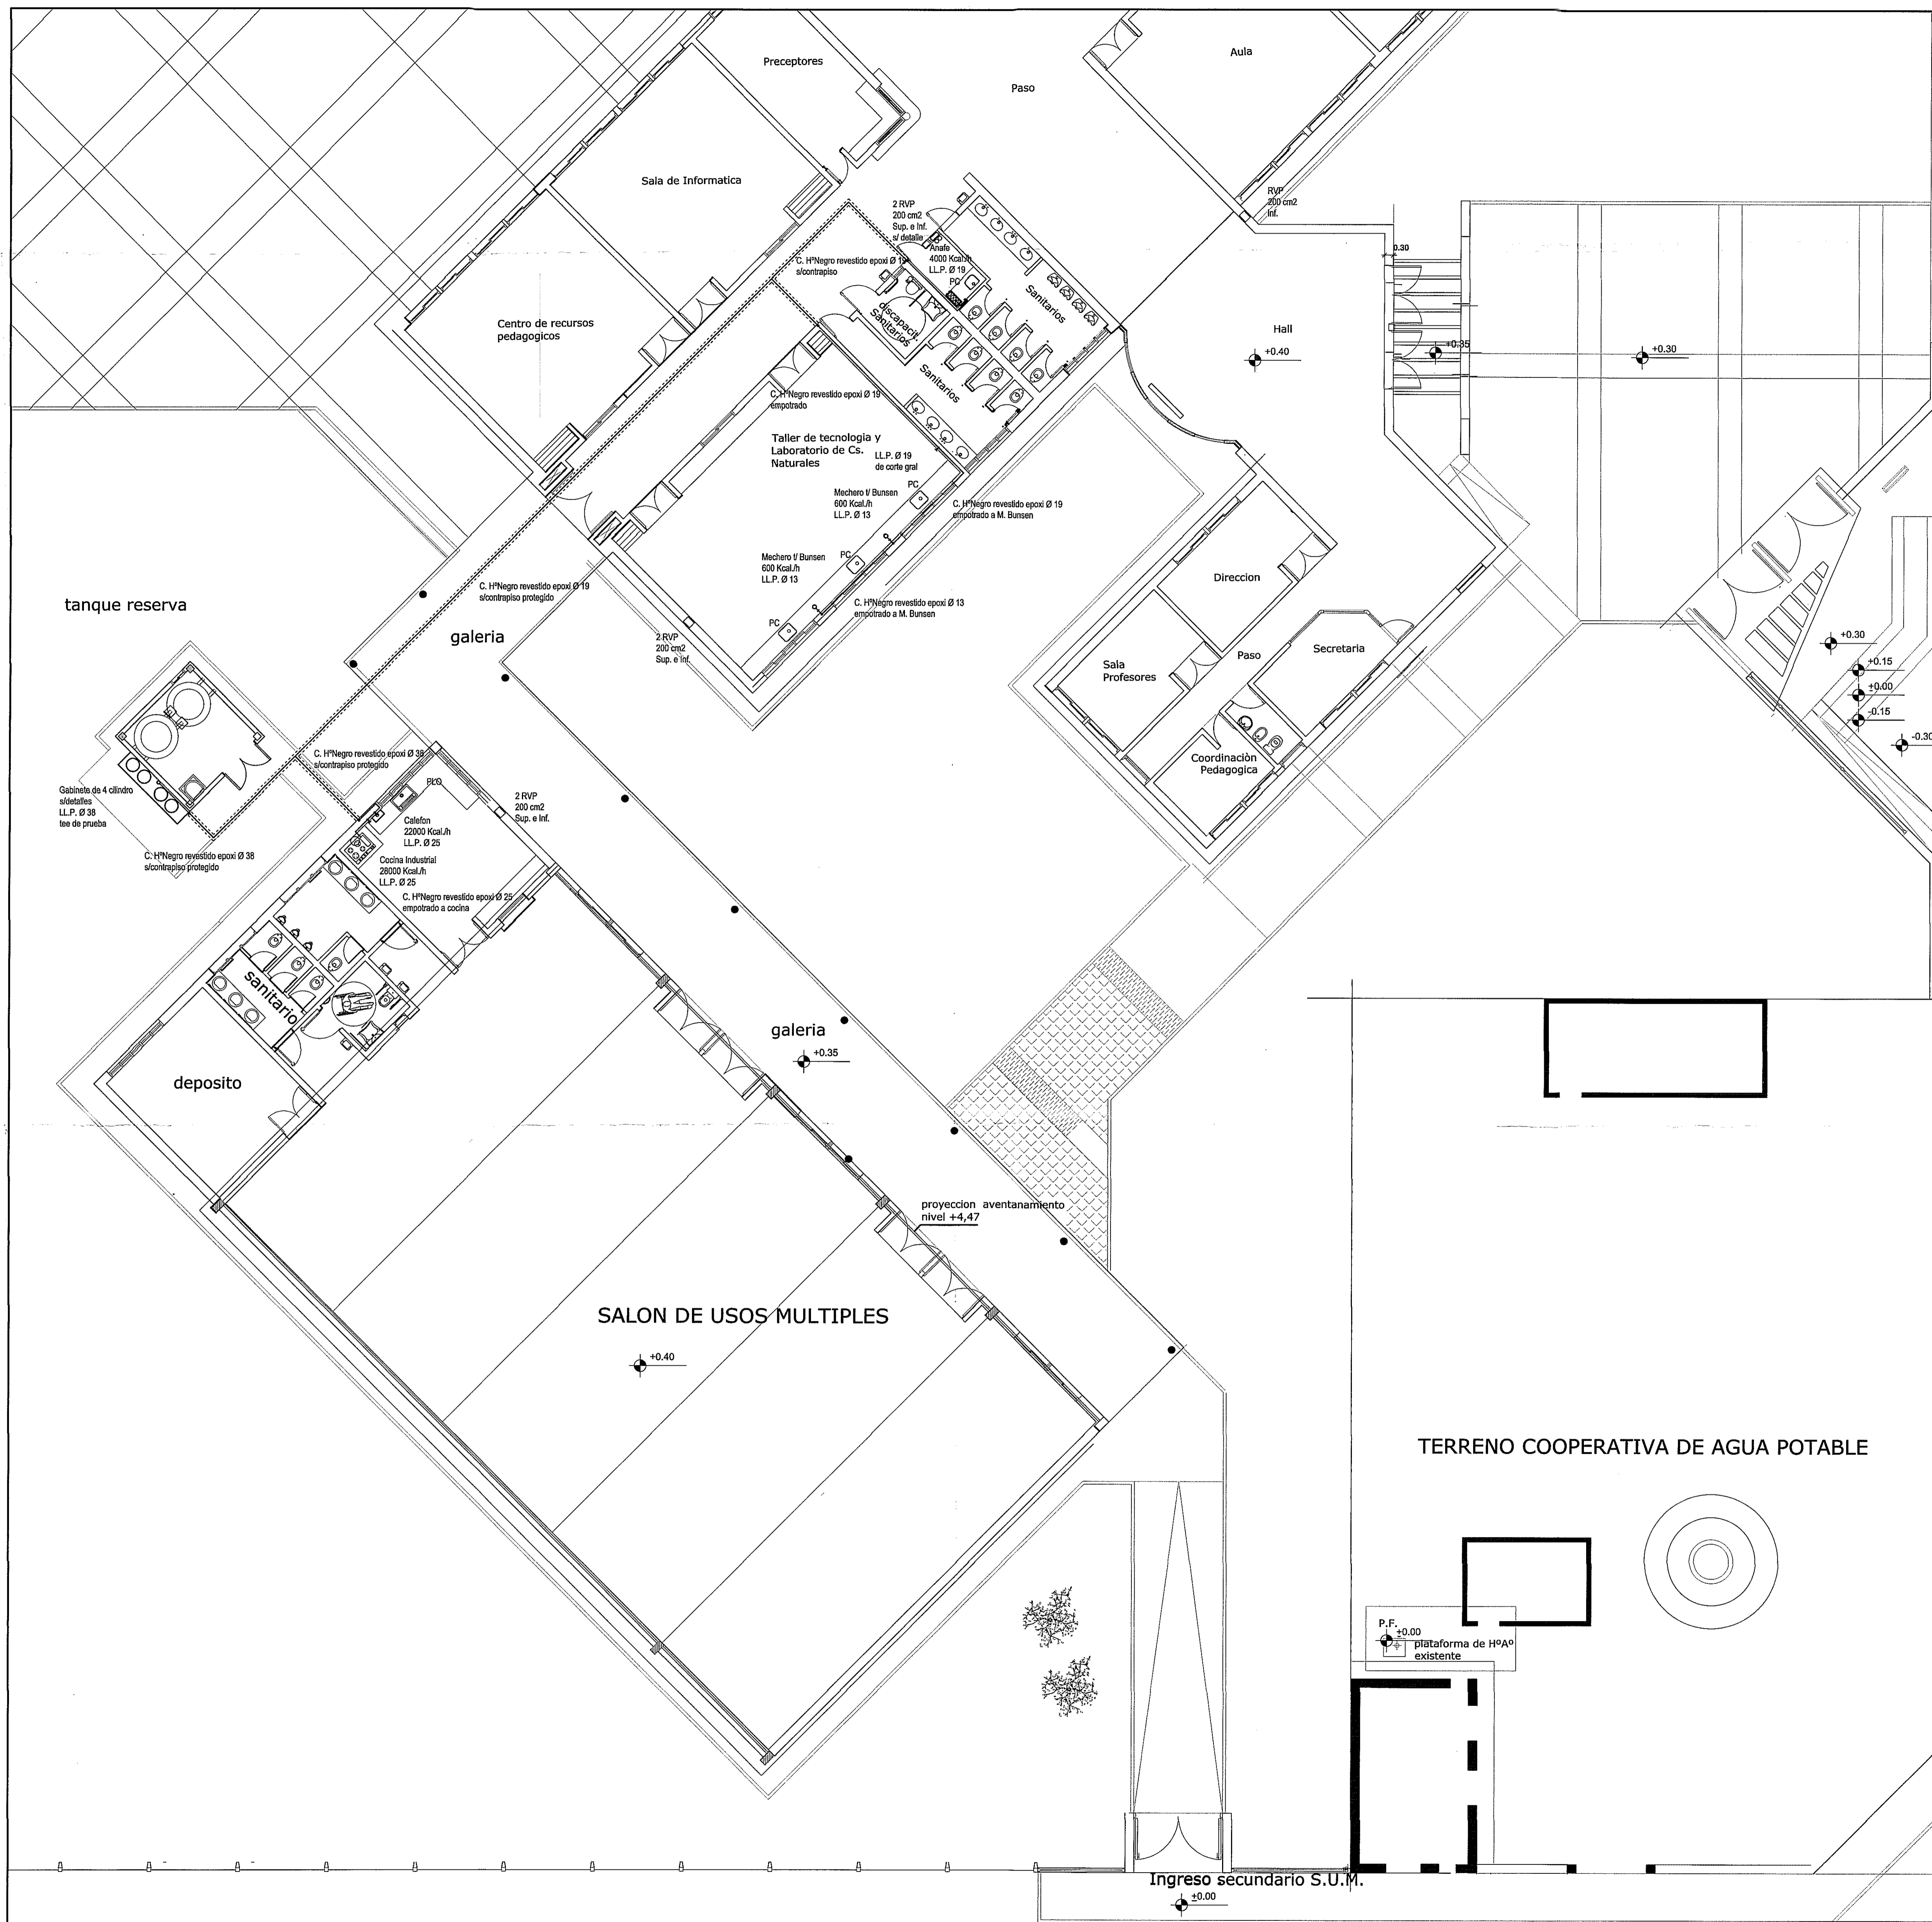 Preceptores
Aula
Paso
Sala de Informatica
RVP
200 cm2
Inf.
2 RVP
200 cm2
Sup. e Inf.
s/ detalle
Anafe
4000 Kcal./h
LL.P. Ø 19
PC
C. HºNegro revestido epoxi Ø 19
s/contrapiso
Sanitarios
discapacit.
Sanitarios
Sanitarios
0.30
Hall
+0.40
+0.35
+0.30
Centro de recursos
pedagogicos
C. HºNegro revestido epoxi Ø 19
empotrado
Taller de tecnologia y
Laboratorio de Cs.
Naturales
LL.P. Ø 19
de corte gral
PC
Mechero t/ Bunsen
600 Kcal./h
LL.P. Ø 13
C. HºNegro revestido epoxi Ø 19
empotrado a M. Bunsen
PC
Mechero t/ Bunsen
600 Kcal./h
LL.P. Ø 13
C. HºNegro revestido epoxi Ø 19
s/contrapiso protegido
C. HºNegro revestido epoxi Ø 13
empotrado a M. Bunsen
PC
tanque reserva
galeria
2 RVP
200 cm2
Sup. e Inf.
Direccion
Sala
Profesores
Paso
Secretaria
Coordinaciòn
Pedagogica
+0.30
+0.15
±0.00
-0.15
-0.30
C. HºNegro revestido epoxi Ø 38
s/contrapiso protegido
PLO
Gabinete de 4 cilindro
s/detalles
LL.P. Ø 38
tee de prueba
2 RVP
200 cm2
Sup. e Inf.
Calefon
22000 Kcal./h
LL.P. Ø 25
C. HºNegro revestido epoxi Ø 38
s/contrapiso protegido
Cocina Industrial
28000 Kcal./h
LL.P. Ø 25
C. HºNegro revestido epoxi Ø 25
empotrado a cocina
sanitario
deposito
galeria
+0.35
proyeccion aventanamiento
nivel +4,47
SALON DE USOS MULTIPLES
+0.40
TERRENO COOPERATIVA DE AGUA POTABLE
P.F.
±0.00
plataforma de HºAº
existente
Ingreso secundario S.U.M.
±0.00